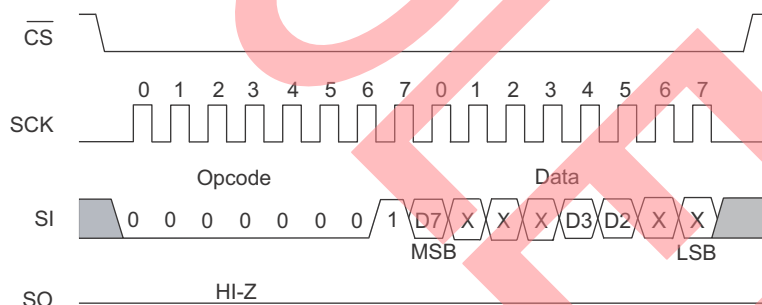 CS
0 1 2 3 4 5 6 7 0 1 2 3 4 5 6 7
SCK
Opcode Data
SI 0 0 0 0 0 0 0 1 D7 X X X D3 D2 X X
MSB LSB
HI-Z
SO